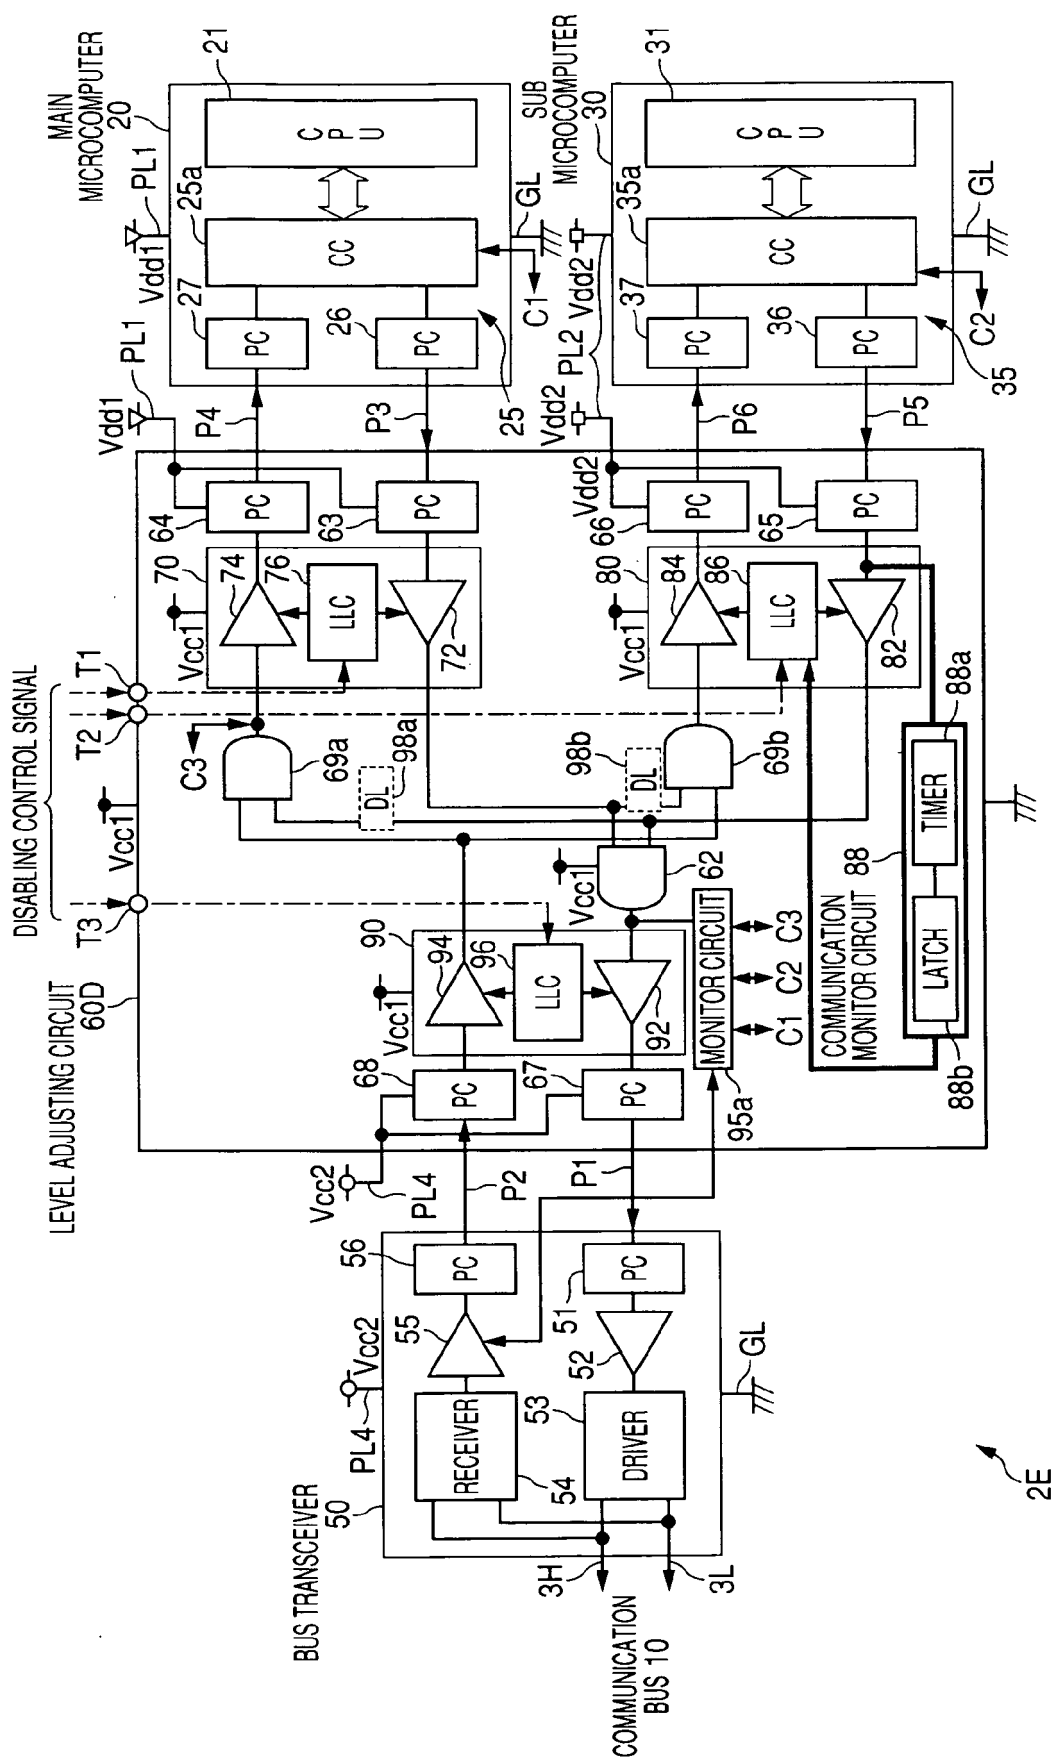 LEVEL ADJUSTING CIRCUIT
60D
DISABLING CONTROL SIGNAL
T3
T2
T1
Vcc1
C3
MAIN
MICROCOMPUTER
20
PL1
Vdd1
PL1
Vdd1
21
CPU
25a
CC
27
PC
26
PC
25
C1
GL
P4
P3
64
PC
63
PC
70
74
76
LLC
72
Vcc1
69a
98a
DL
98b
DL
69b
62
Vcc1
SUB
MICROCOMPUTER
30
31
CPU
35a
CC
37
PC
36
PC
35
C2
GL
Vdd2
PL2
Vdd2
Vdd2
P6
P5
66
PC
65
PC
80
84
86
LLC
82
Vcc1
88
88a
TIMER
LATCH
88b
COMMUNICATION
MONITOR CIRCUIT
90
94
96
LLC
92
Vcc1
68
PC
67
PC
MONITOR CIRCUIT
95a
C1
C2
C3
Vcc2
PL4
P2
P1
BUS TRANSCEIVER
50
PL4
Vcc2
56
PC
55
RECEIVER
54
51
PC
52
53
DRIVER
GL
3H
3L
COMMUNICATION
BUS 10
2E